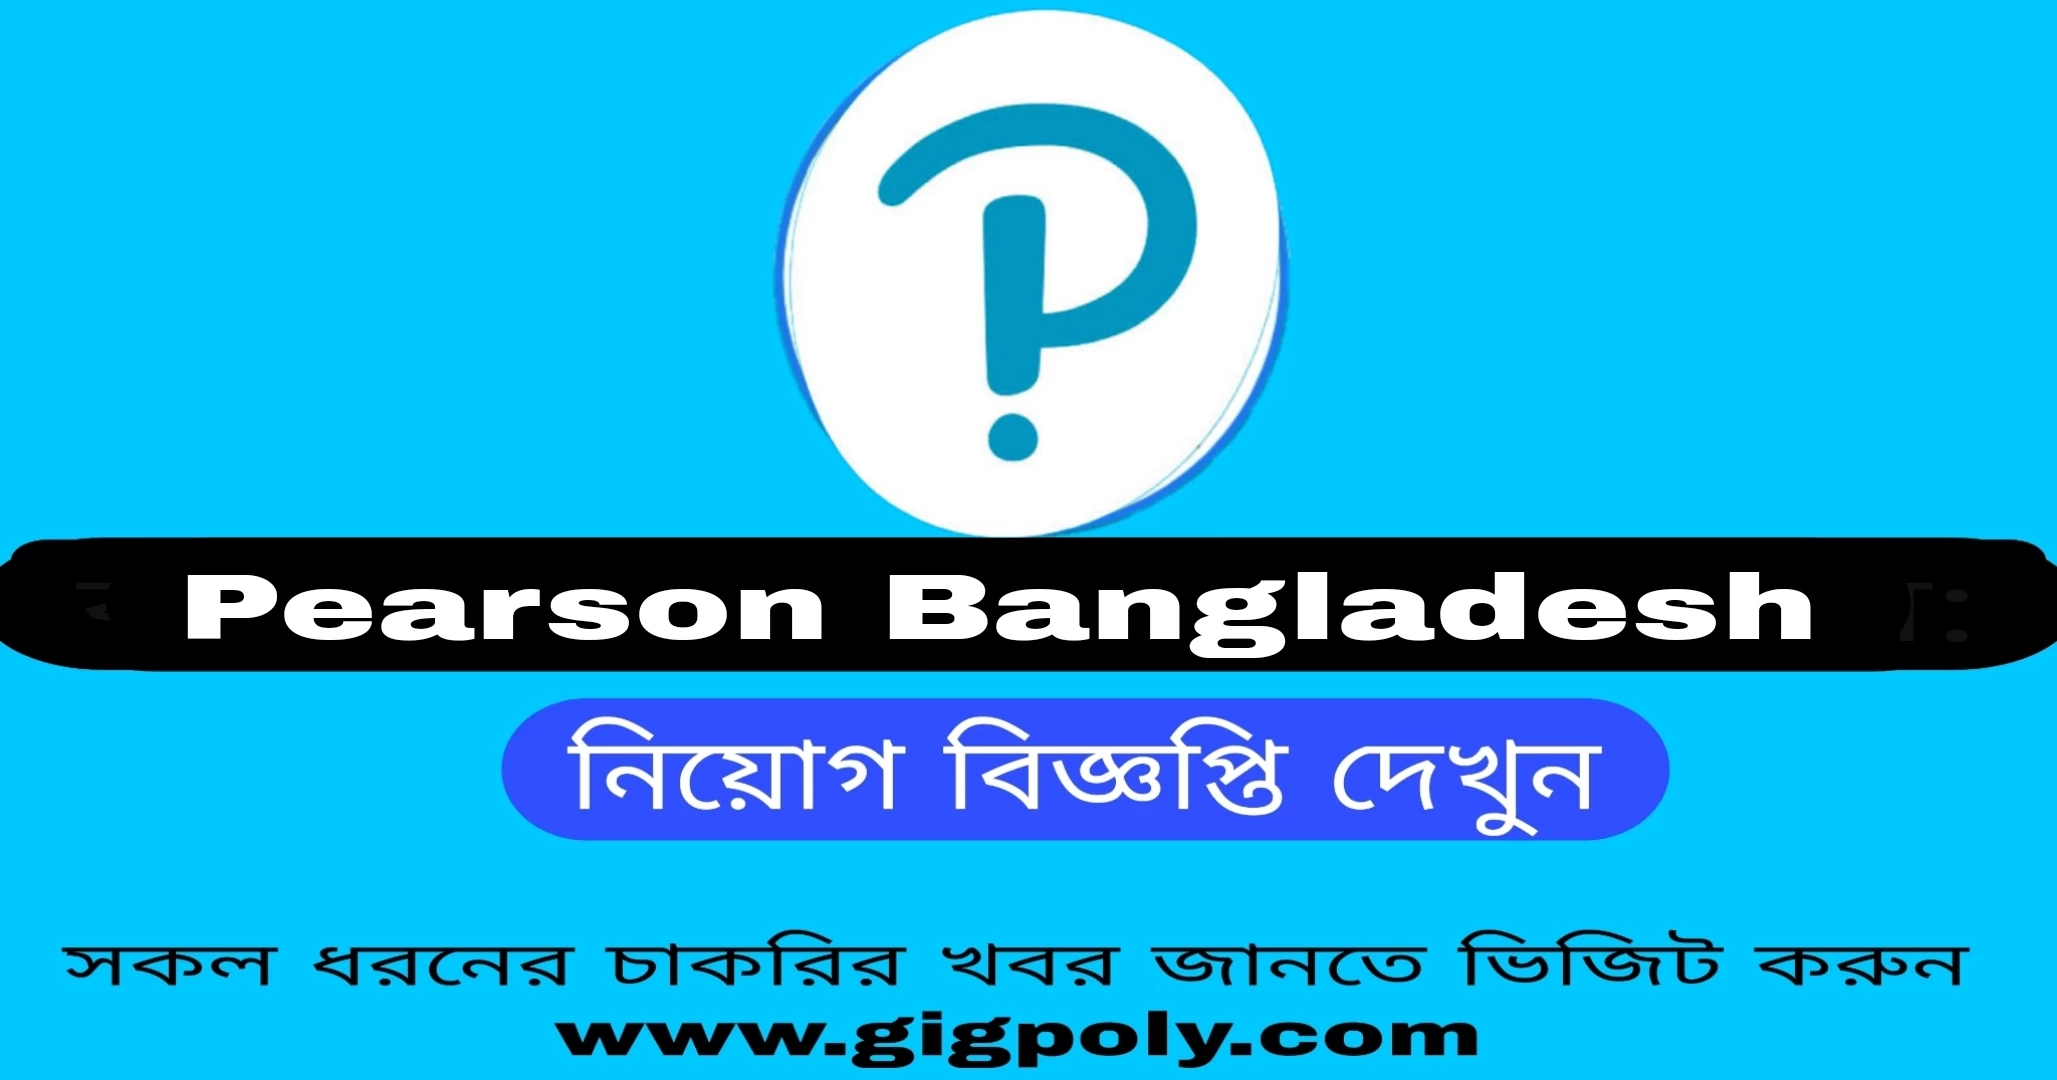 Pearson Bangladesh
নিয়োগ বিজ্ঞপ্তি দেখুন
সকল ধরনের চাকরির খবর জানতে ভিজিট করুন
www.gigpoly.com